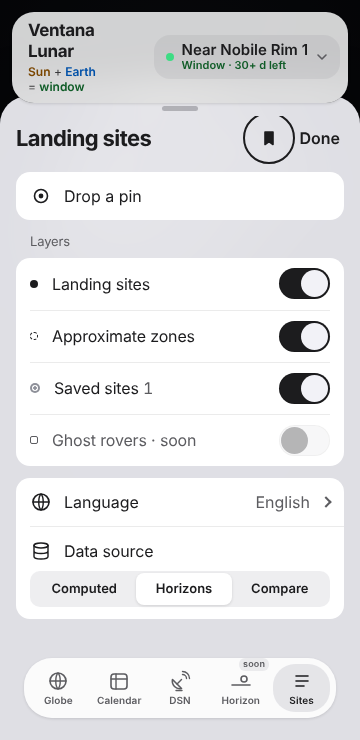 Ventana
Lunar
Sun + Earth
= window
Near Nobile Rim 1
Window · 30+ d left
Landing sites
Done
Drop a pin
Layers
Landing sites
Approximate zones
Saved sites 1
Ghost rovers · soon
Language
English
Data source
Computed
Horizons
Compare
soon
Globe
Calendar
DSN
Horizon
Sites